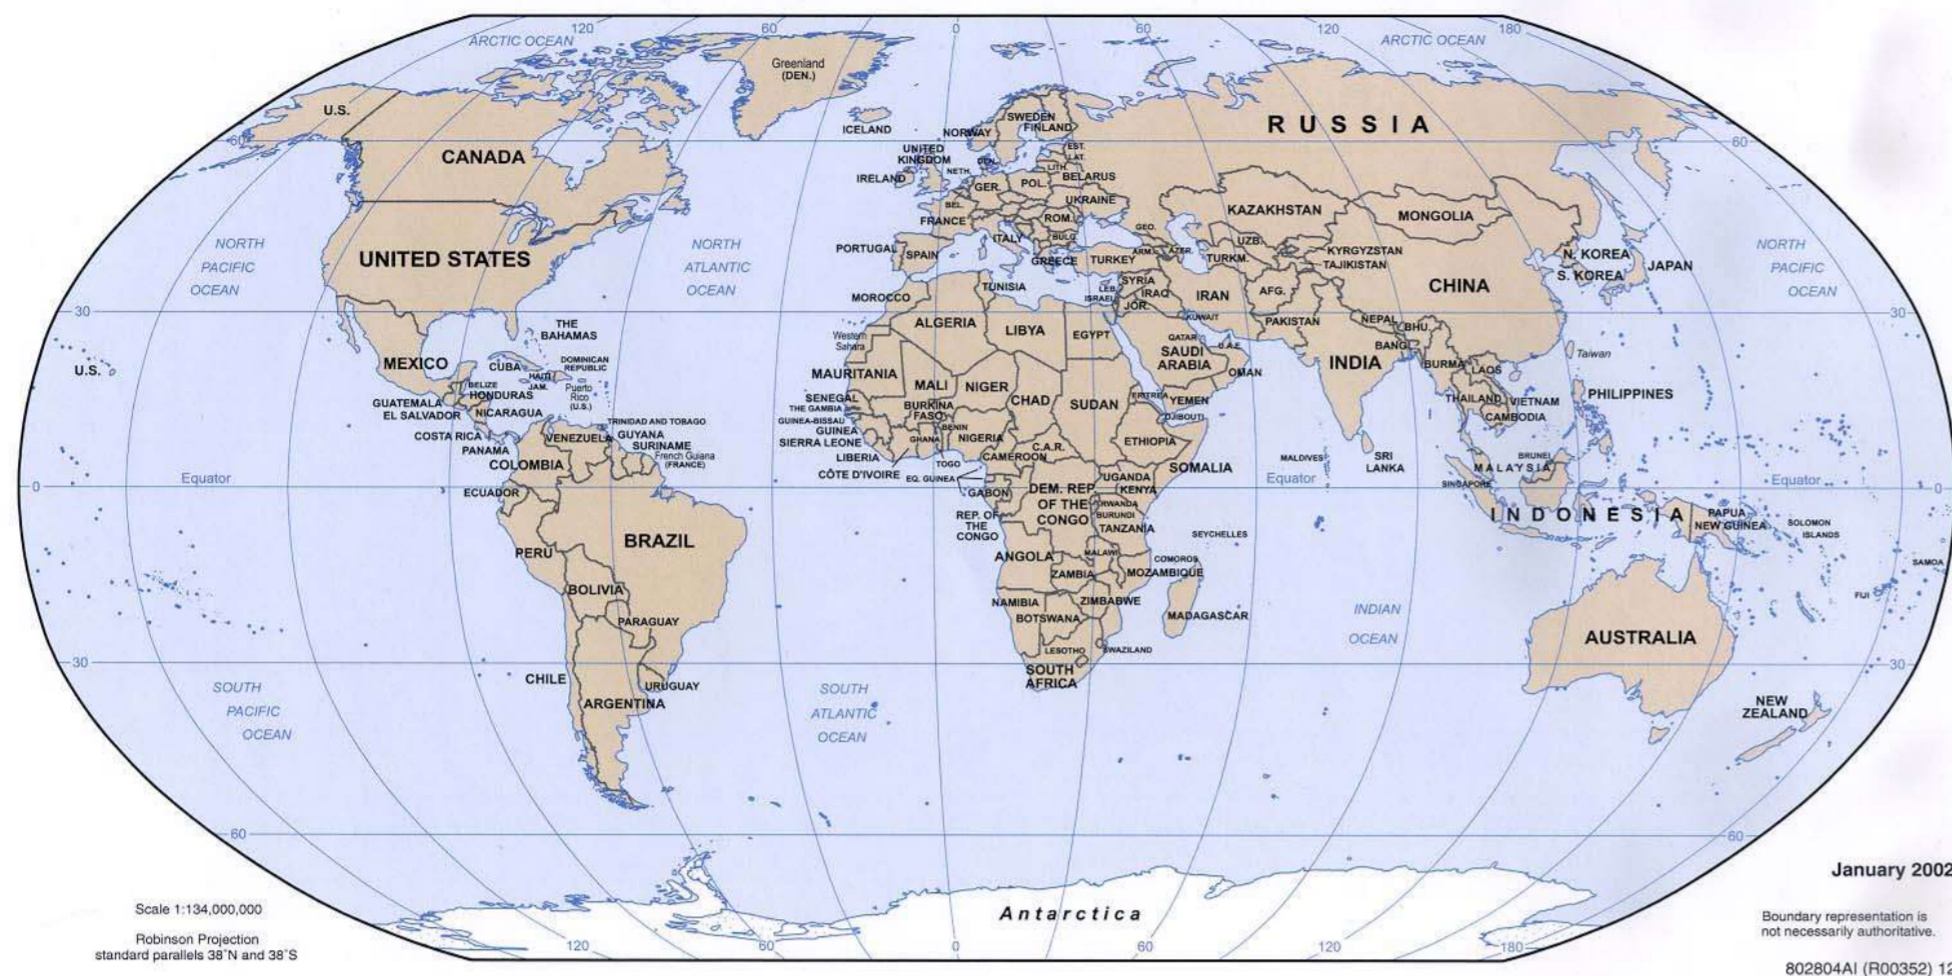 120
60
0
60
120
180
ARCTIC OCEAN
ARCTIC OCEAN
Greenland
(DEN.)
U.S.
ICELAND
SWEDEN
FINLAND
NORWAY
RUSSIA
60
60
CANADA
UNITED
KINGDOM
IRELAND
DEN.
NETH.
BEL.
GER.
POL.
EST.
LAT.
LITH.
BELARUS
UKRAINE
FRANCE
ROM.
BULG.
ITALY
GREECE
PORTUGAL
SPAIN
KAZAKHSTAN
MONGOLIA
GEO.
ARM.
AZER.
UZB.
TURKM.
KYRGYZSTAN
TAJIKISTAN
TURKEY
N. KOREA
S. KOREA
JAPAN
CHINA
UNITED STATES
NORTH
PACIFIC
OCEAN
NORTH
ATLANTIC
OCEAN
NORTH
PACIFIC
OCEAN
TUNISIA
MOROCCO
LEB.
ISRAEL
SYRIA
IRAQ
JOR.
IRAN
AFG.
KUWAIT
PAKISTAN
NEPAL
BHU.
BANGL.
30
30
ALGERIA
LIBYA
EGYPT
Western
Sahara
QATAR
U.A.E.
SAUDI
ARABIA
OMAN
INDIA
BURMA
LAOS
Taiwan
THE
BAHAMAS
MEXICO
CUBA
DOMINICAN
REPUBLIC
HAITI
JAM.
Puerto
Rico
(U.S.)
BELIZE
HONDURAS
GUATEMALA
EL SALVADOR
NICARAGUA
COSTA RICA
PANAMA
U.S.
MAURITANIA
MALI
NIGER
CHAD
SUDAN
ERITREA
YEMEN
DJIBOUTI
SENEGAL
THE GAMBIA
GUINEA-BISSAU
GUINEA
SIERRA LEONE
LIBERIA
CÔTE D'IVOIRE
BURKINA
FASO
GHANA
BENIN
TOGO
NIGERIA
CAMEROON
EQ. GUINEA
C.A.R.
ETHIOPIA
SOMALIA
THAILAND
VIETNAM
CAMBODIA
PHILIPPINES
TRINIDAD AND TOBAGO
VENEZUELA
GUYANA
SURINAME
French Guiana
(FRANCE)
COLOMBIA
ECUADOR
MALDIVES
SRI
LANKA
BRUNEI
MALAYSIA
SINGAPORE
0
Equator
Equator
Equator
0
GABON
REP. OF
THE
CONGO
DEM. REP.
OF THE
CONGO
UGANDA
KENYA
RWANDA
BURUNDI
TANZANIA
SEYCHELLES
INDONESIA
PAPUA
NEW GUINEA
SOLOMON
ISLANDS
SAMOA
FIJI
PERU
BRAZIL
BOLIVIA
PARAGUAY
CHILE
ARGENTINA
URUGUAY
ANGOLA
MALAWI
ZAMBIA
COMOROS
MOZAMBIQUE
NAMIBIA
ZIMBABWE
BOTSWANA
MADAGASCAR
LESOTHO
SWAZILAND
SOUTH
AFRICA
INDIAN
OCEAN
AUSTRALIA
30
30
SOUTH
PACIFIC
OCEAN
SOUTH
ATLANTIC
OCEAN
NEW
ZEALAND
60
60
Antarctica
120
60
0
60
120
180
January 2002
Scale 1:134,000,000
Robinson Projection
standard parallels 38°N and 38°S
Boundary representation is
not necessarily authoritative.
802804AI (R00352) 12